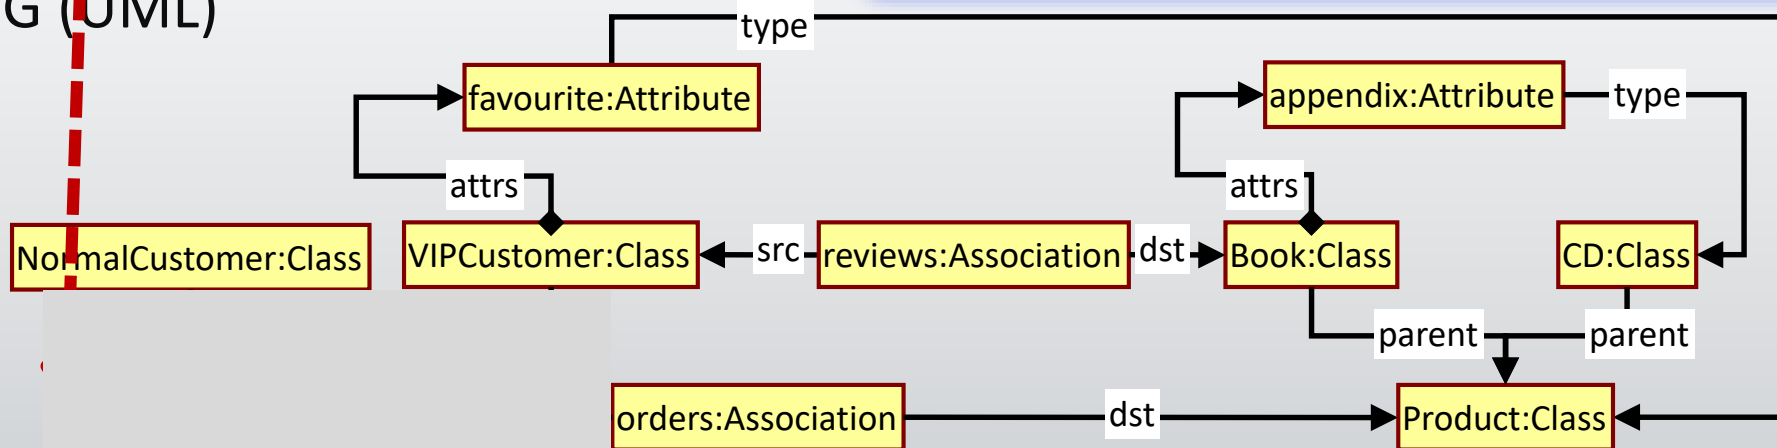 G (UML)
type
favourite:Attribute
appendix:Attribute
type
attrs
attrs
NormalCustomer:Class
VIPCustomer:Class
src
reviews:Association
dst
Book:Class
CD:Class
parent
parent
orders:Association
dst
Product:Class